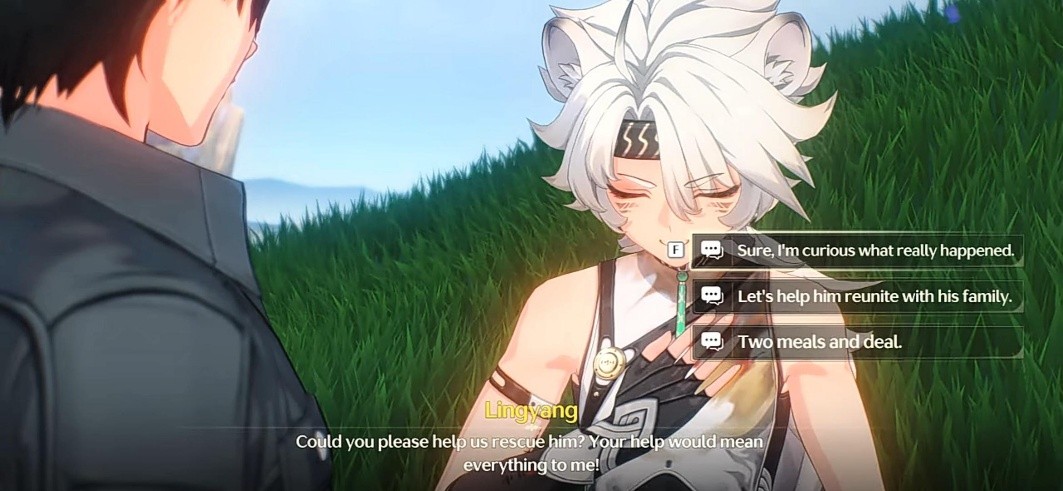 F
Sure, I'm curious what really happened.
Let's help him reunite with his family.
Two meals and deal.
Lingyang
Could you please help us rescue him? Your help would mean
everything to me!